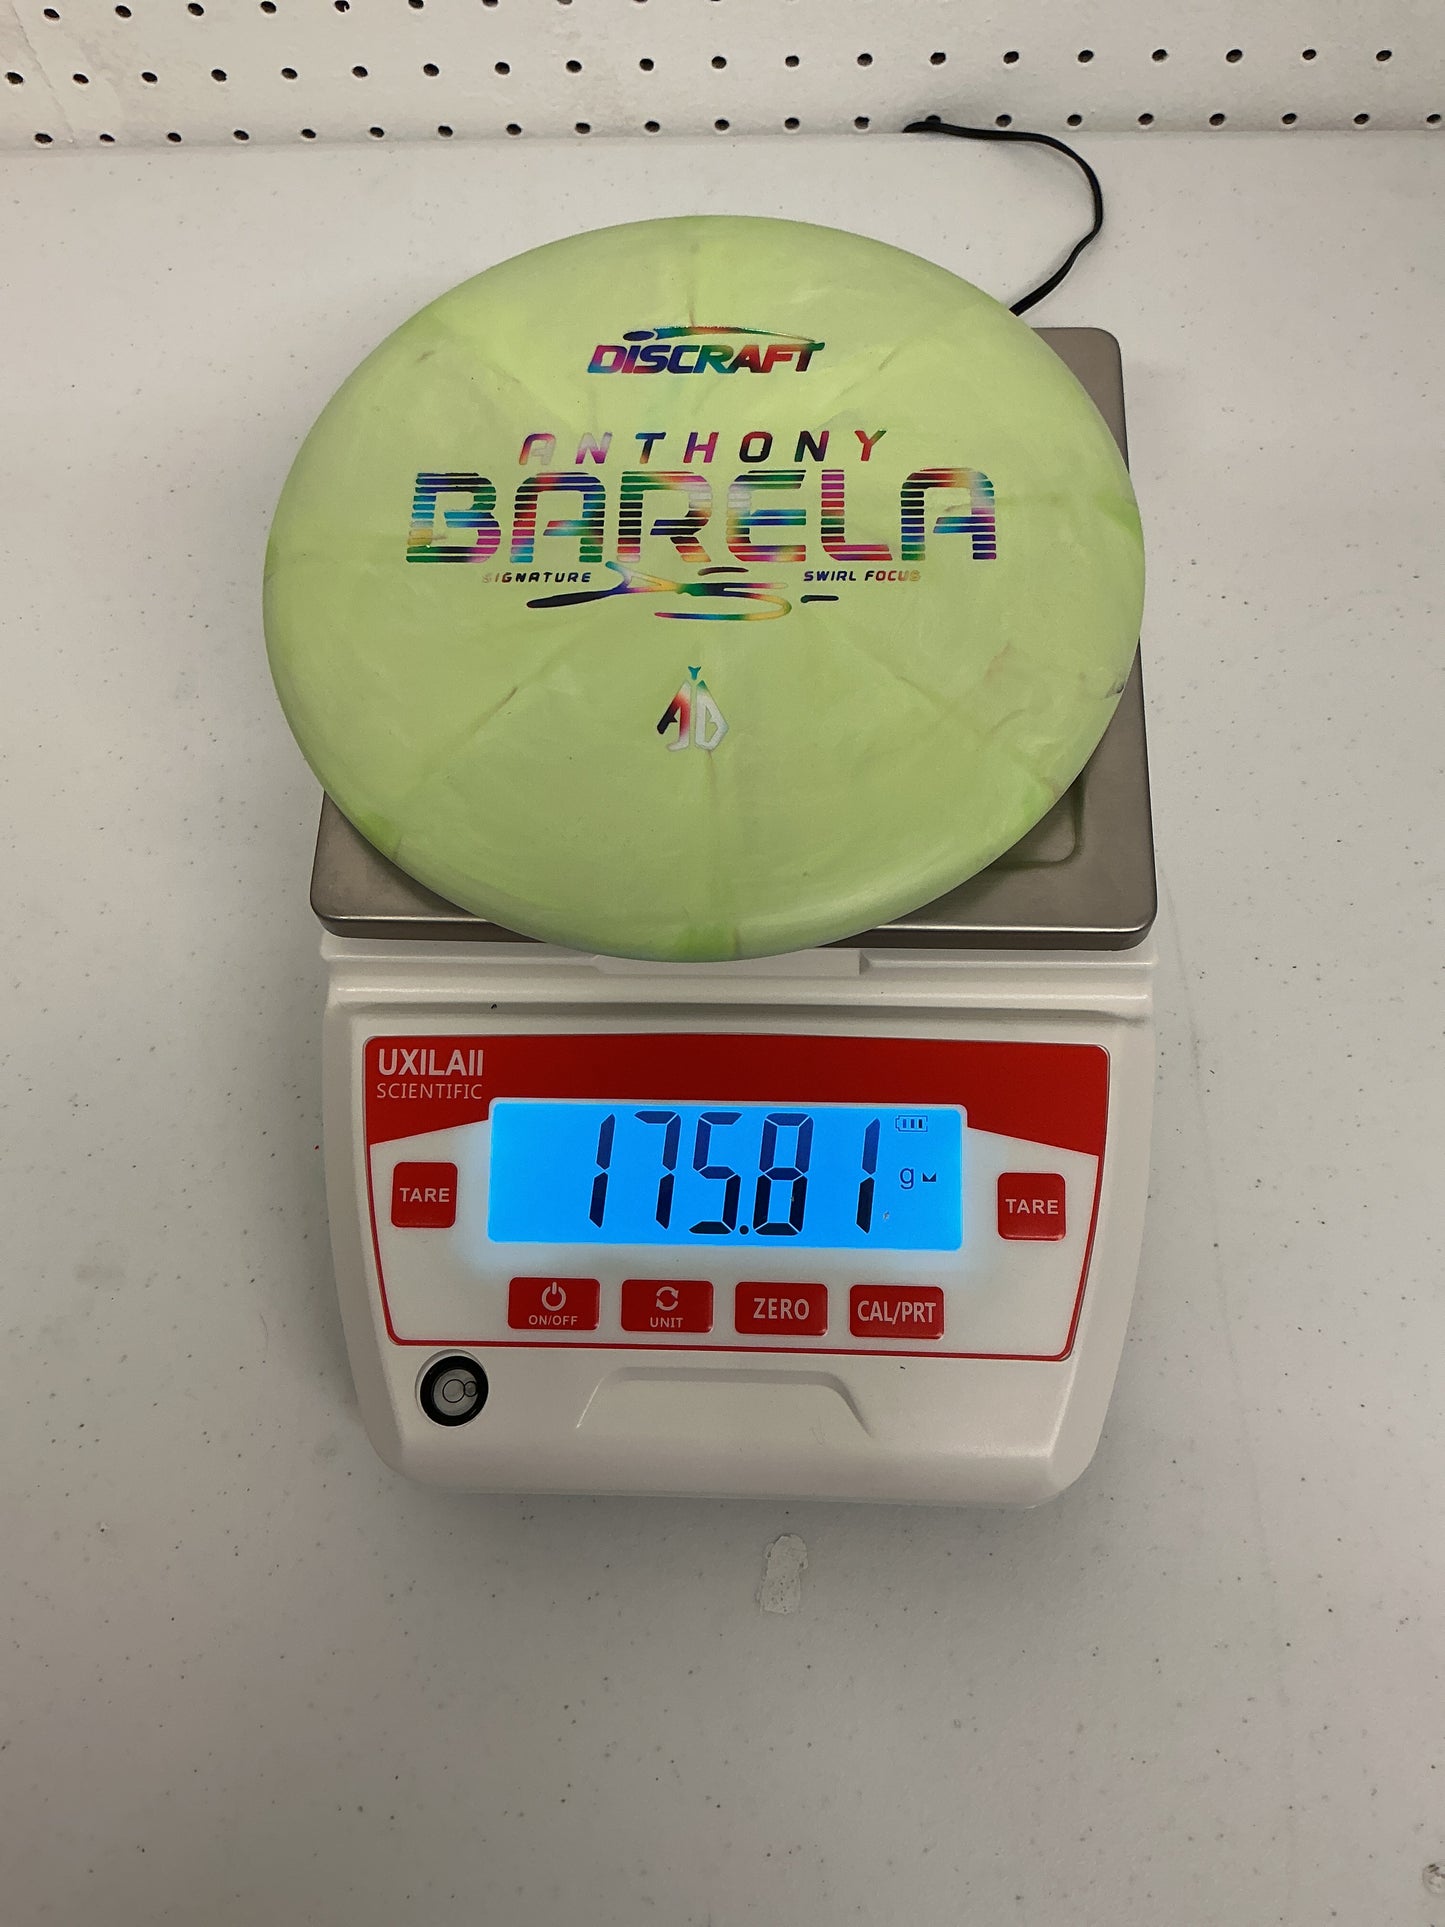 DISCRAFT
ANTHONY
BARELA
SIGNATURE SWIRL FOCUS
AB
UXILAII
SCIENTIFIC
175.81 g
TARE TARE
ON/OFF UNIT ZERO CAL/PRT